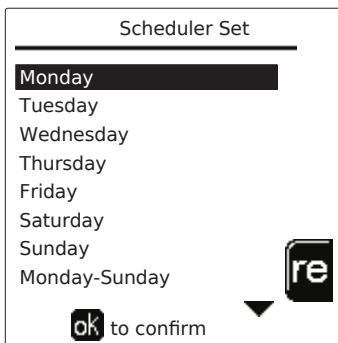 Scheduler Set
Monday
Tuesday
Wednesday
Thursday
Friday
Saturday
Sunday
Monday-Sunday
re
ok to confirm